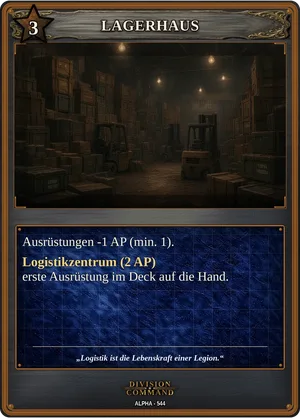 3
LAGERHAUS
Ausrüstungen -1 AP (min. 1).
Logistikzentrum (2 AP)
erste Ausrüstung im Deck auf die Hand.
„Logistik ist die Lebenskraft einer Legion.“
DIVISION
COMMAND
ALPHA - 544